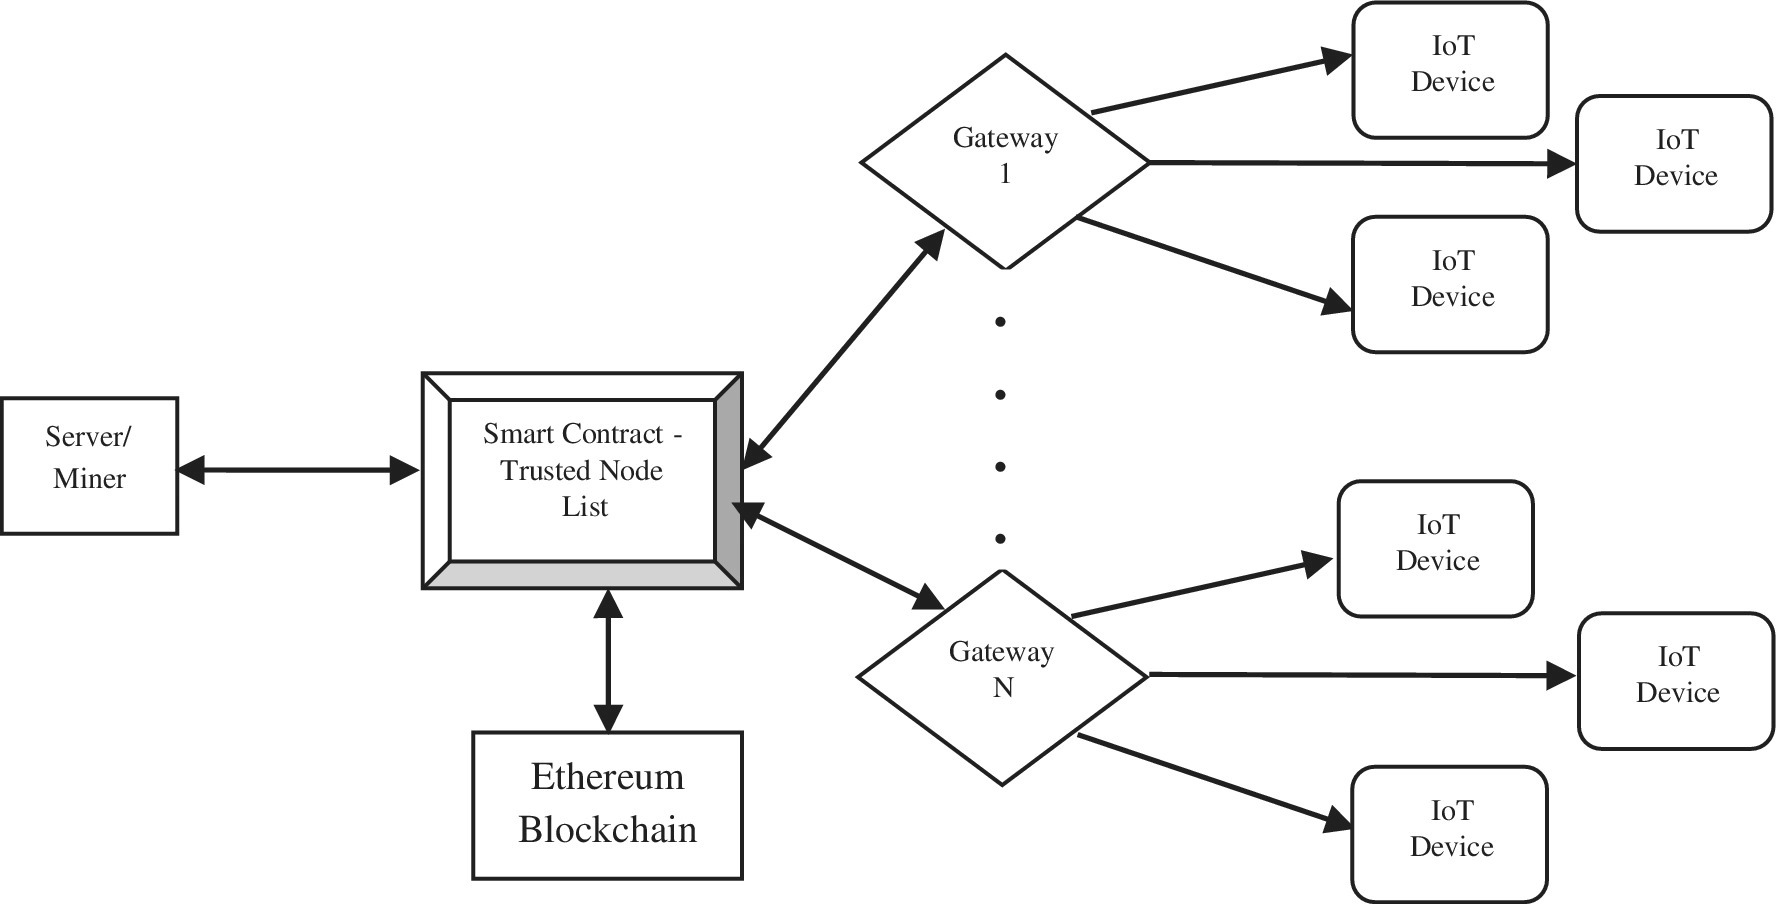 Server/
Miner
Smart Contract -
Trusted Node
List
Ethereum
Blockchain
Gateway
1
IoT
Device
IoT
Device
IoT
Device
Gateway
N
IoT
Device
IoT
Device
IoT
Device